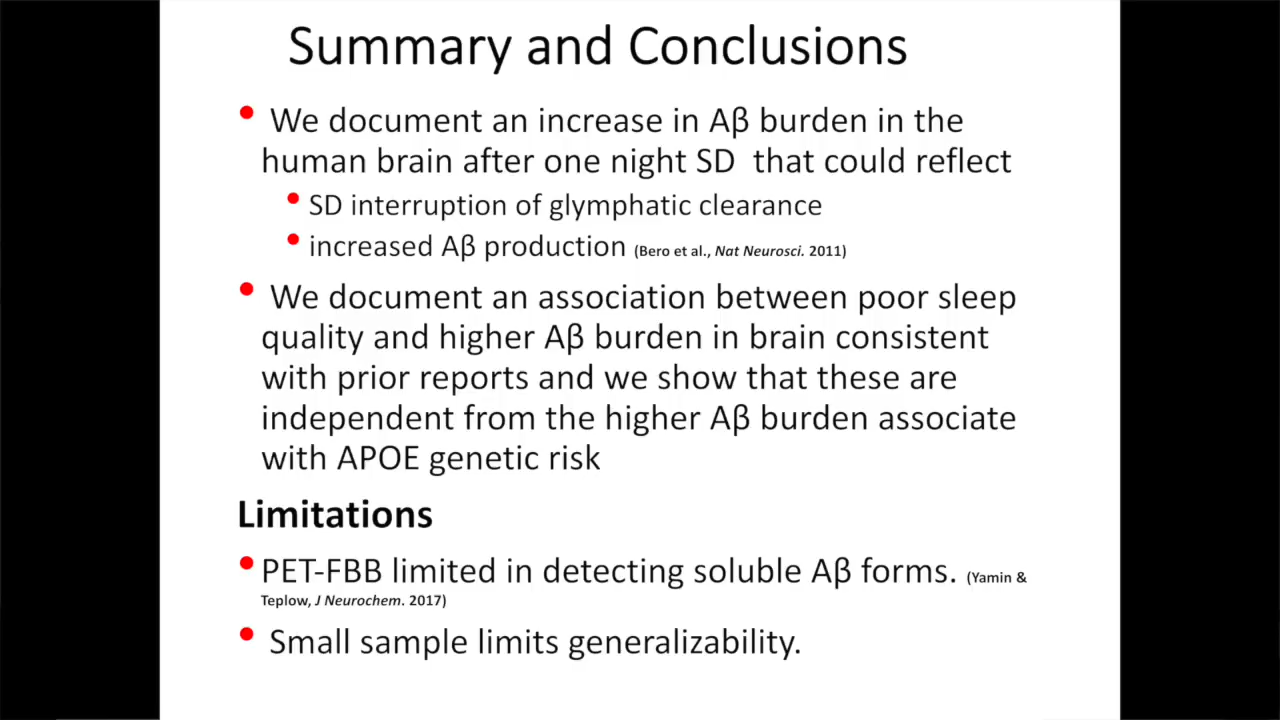 Summary and Conclusions
• We document an increase in Aβ burden in the
human brain after one night SD that could reflect
• SD interruption of glymphatic clearance
• increased Aβ production (Bero et al., Nat Neurosci. 2011)
• We document an association between poor sleep
quality and higher Aβ burden in brain consistent
with prior reports and we show that these are
independent from the higher Aβ burden associate
with APOE genetic risk
Limitations
• PET-FBB limited in detecting soluble Aβ forms. (Yamin &
Teplow, J Neurochem. 2017)
• Small sample limits generalizability.